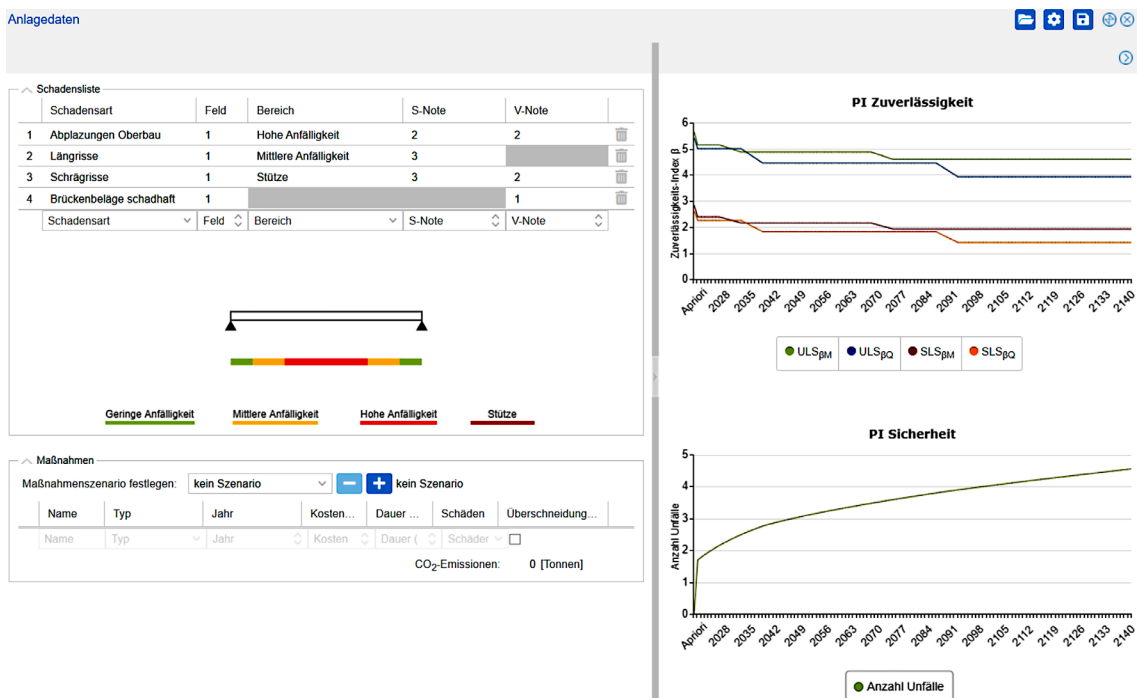 Anlagedaten
Schadensliste
Schadensart Feld Bereich S-Note V-Note
1 Abplazungen Oberbau 1 Hohe Anfälligkeit 2 2
2 Längrisse 1 Mittlere Anfälligkeit 3
3 Schrägrisse 1 Stütze 3 2
4 Brückenbeläge schadhaft 1 1
Schadensart Feld Bereich S-Note V-Note
Geringe Anfälligkeit Mittlere Anfälligkeit Hohe Anfälligkeit Stütze
Maßnahmen
Maßnahmenszenario festlegen: kein Szenario kein Szenario
Name Typ Jahr Kosten... Dauer ... Schäden Überschneidung...
Name Typ Jahr Kosten Dauer ( Schäder
CO2-Emissionen: 0 [Tonnen]
PI Zuverlässigkeit
Zuverlässigkeits-Index β
6
5
4
3
2
1
0
Apriori 2028 2035 2042 2049 2056 2063 2070 2077 2084 2091 2098 2105 2112 2119 2126 2133 2140
ULSβM ULSβQ SLSβM SLSβQ
PI Sicherheit
Anzahl Unfälle
5
4
3
2
1
0
Apriori 2028 2035 2042 2049 2056 2063 2070 2077 2084 2091 2098 2105 2112 2119 2126 2133 2140
Anzahl Unfälle